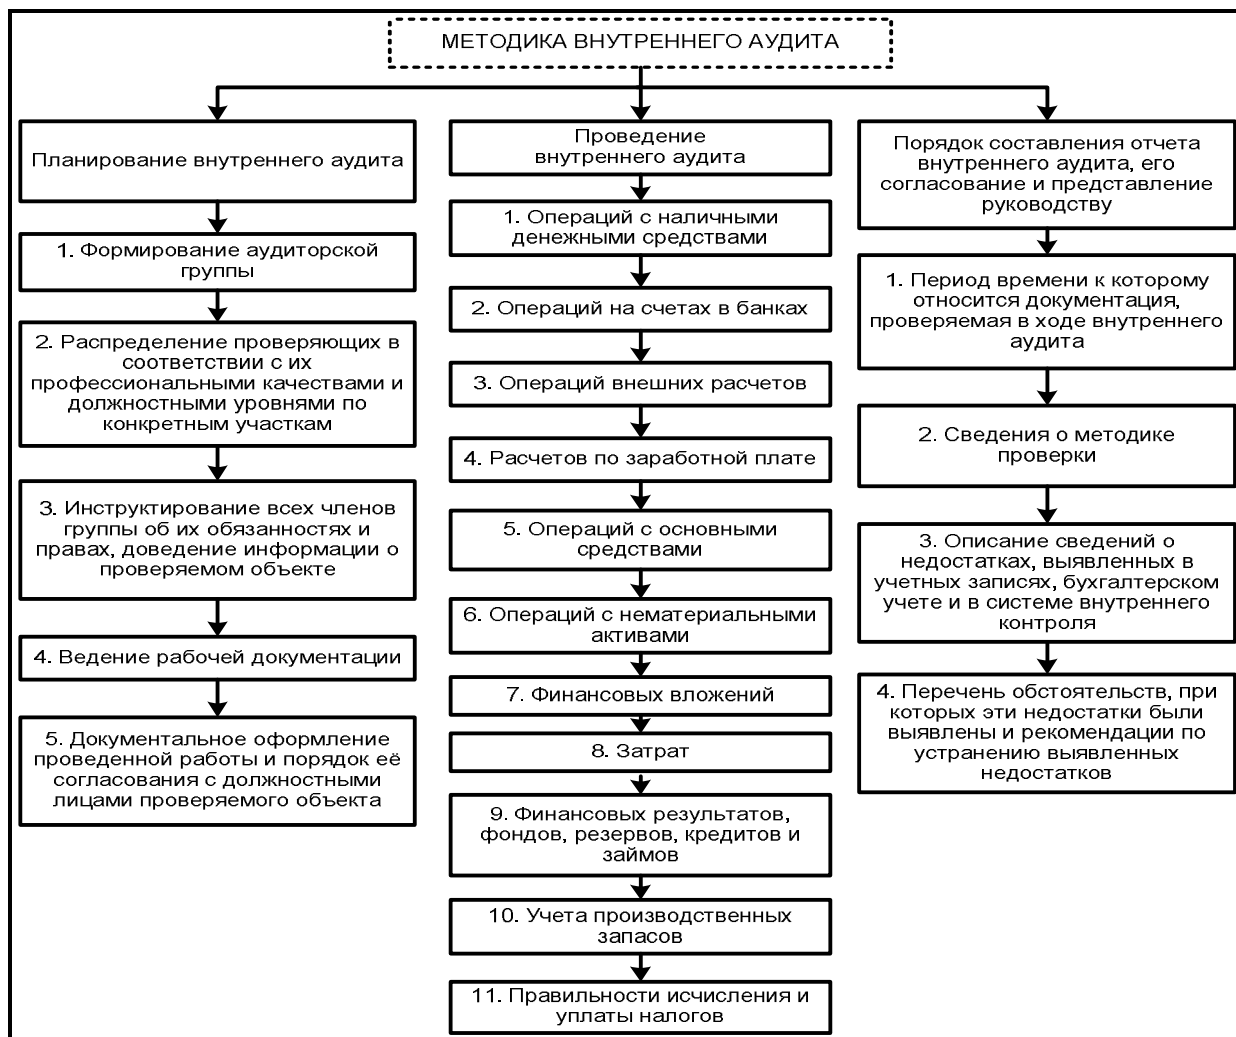 МЕТОДИКА ВНУТРЕННЕГО АУДИТА
Планирование внутреннего аудита
1. Формирование аудиторской
группы
2. Распределение проверяющих в
соответствии с их
профессиональными качествами и
должностными уровнями по
конкретным участкам
3. Инструктирование всех членов
группы об их обязанностях и
правах, доведение информации о
проверяемом объекте
4. Ведение рабочей документации
5. Документальное оформление
проведенной работы и порядок её
согласования с должностными
лицами проверяемого объекта
Проведение
внутреннего аудита
1. Операций с наличными
денежными средствами
2. Операций на счетах в банках
3. Операций внешних расчетов
4. Расчетов по заработной плате
5. Операций с основными
средствами
6. Операций с нематериальными
активами
7. Финансовых вложений
8. Затрат
9. Финансовых результатов,
фондов, резервов, кредитов и
займов
10. Учета производственных
запасов
11. Правильности исчисления и
уплаты налогов
Порядок составления отчета
внутреннего аудита, его
согласование и представление
руководству
1. Период времени к которому
относится документация,
проверяемая в ходе внутреннего
аудита
2. Сведения о методике
проверки
3. Описание сведений о
недостатках, выявленных в
учетных записях, бухгалтерском
учете и в системе внутреннего
контроля
4. Перечень обстоятельств, при
которых эти недостатки были
выявлены и рекомендации по
устранению выявленных
недостатков